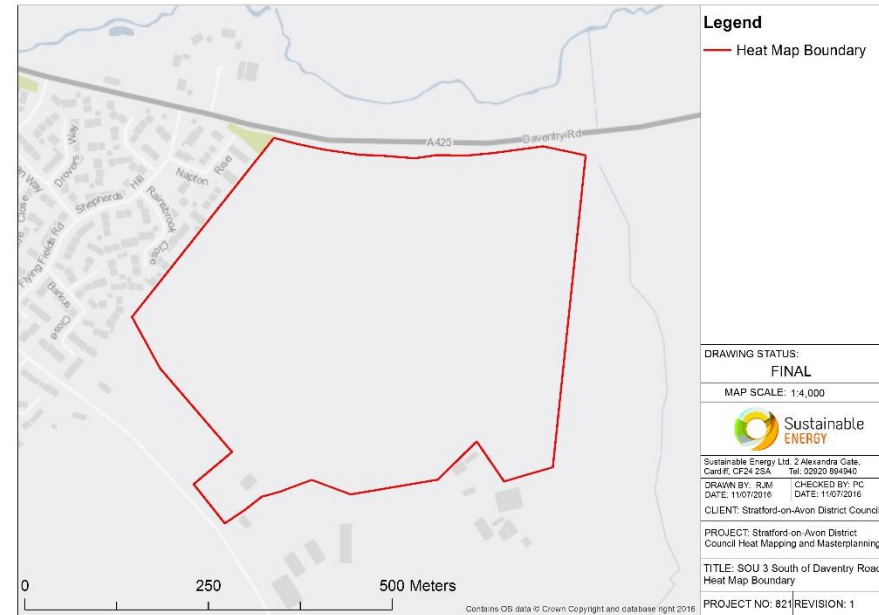 Legend
Heat Map Boundary
A425
Daventry Rd
Way
Drovers
Shepherds Hill
Napton Rise
Rainsbrook Close
Flying Fields Rd
Barkus Close
Close
an Way
0 250 500 Meters
Contains OS data © Crown Copyright and database right 2016
DRAWING STATUS:
FINAL
MAP SCALE: 1:4,000
Sustainable
ENERGY
Sustainable Energy Ltd. 2 Alexandra Gate,
Cardiff, CF24 2SA Tel: 02920 894940
DRAWN BY: RJM CHECKED BY: PC
DATE: 11/07/2016 DATE: 11/07/2016
CLIENT: Stratford-on-Avon District Council
PROJECT: Stratford-on-Avon District
Council Heat Mapping and Masterplanning
TITLE: SOU 3 South of Daventry Road
Heat Map Boundary
PROJECT NO: 821 REVISION: 1